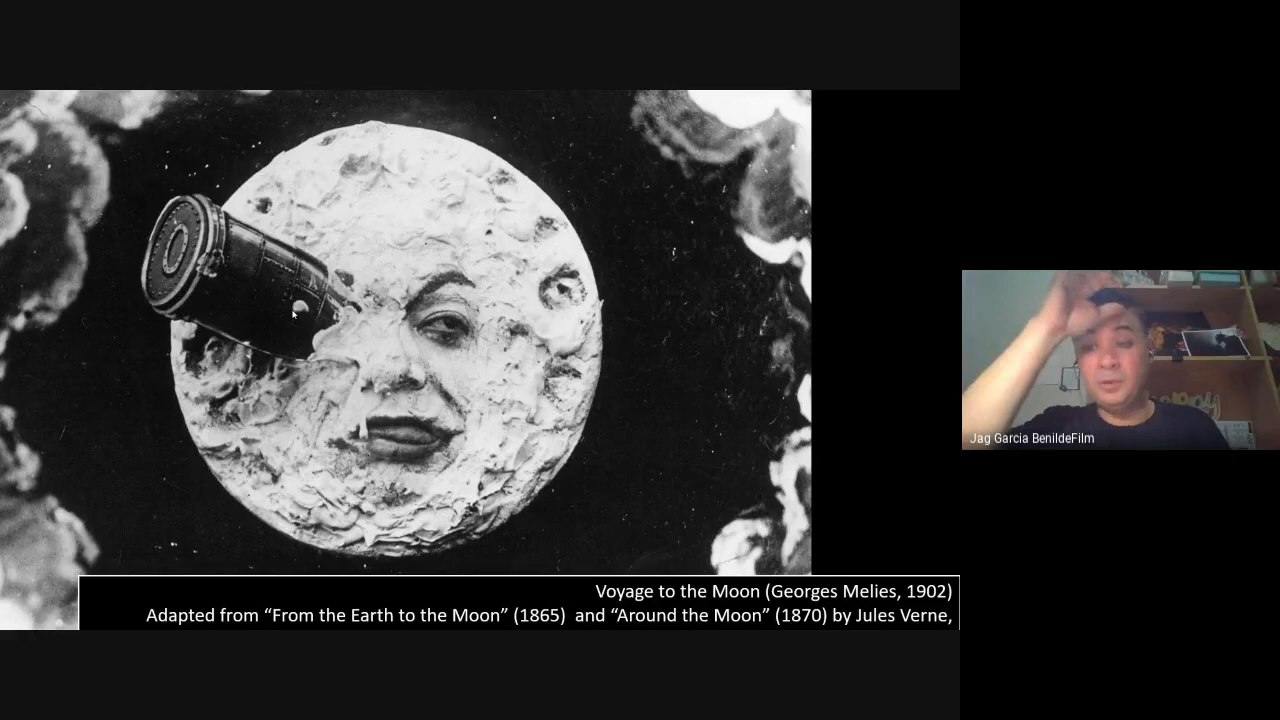 Voyage to the Moon (Georges Melies, 1902)
Adapted from “From the Earth to the Moon” (1865)  and “Around the Moon” (1870) by Jules Verne,
Jag Garcia BenildeFilm